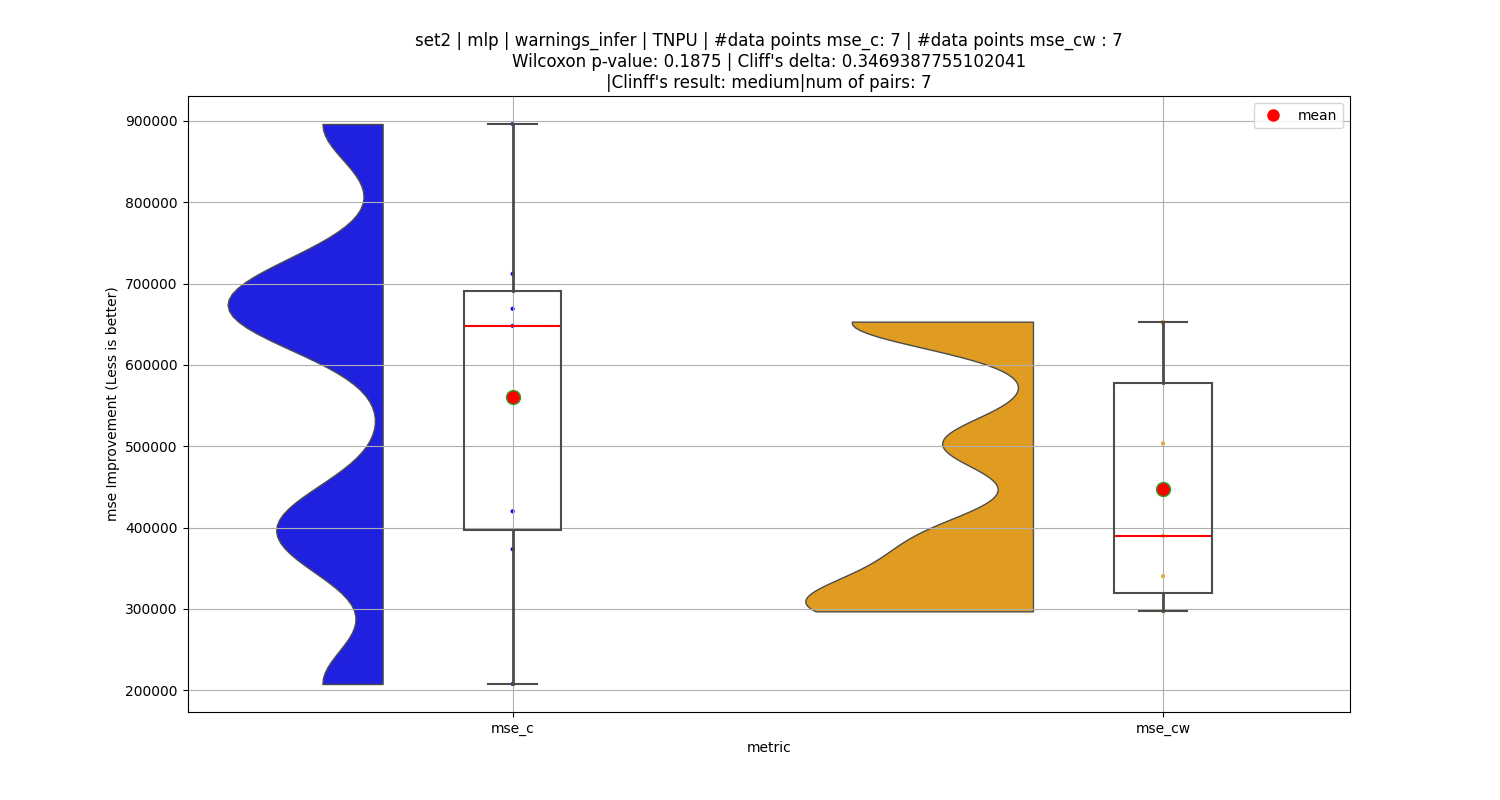 set2 | mlp | warnings_infer | TNPU | #data points mse_c: 7 | #data points mse_cw : 7
Wilcoxon p-value: 0.1875 | Cliff's delta: 0.3469387755102041
|Clinff's result: medium|num of pairs: 7
mean
900000
800000
700000
600000
500000
400000
300000
200000
mse Improvement (Less is better)
mse_c
mse_cw
metric